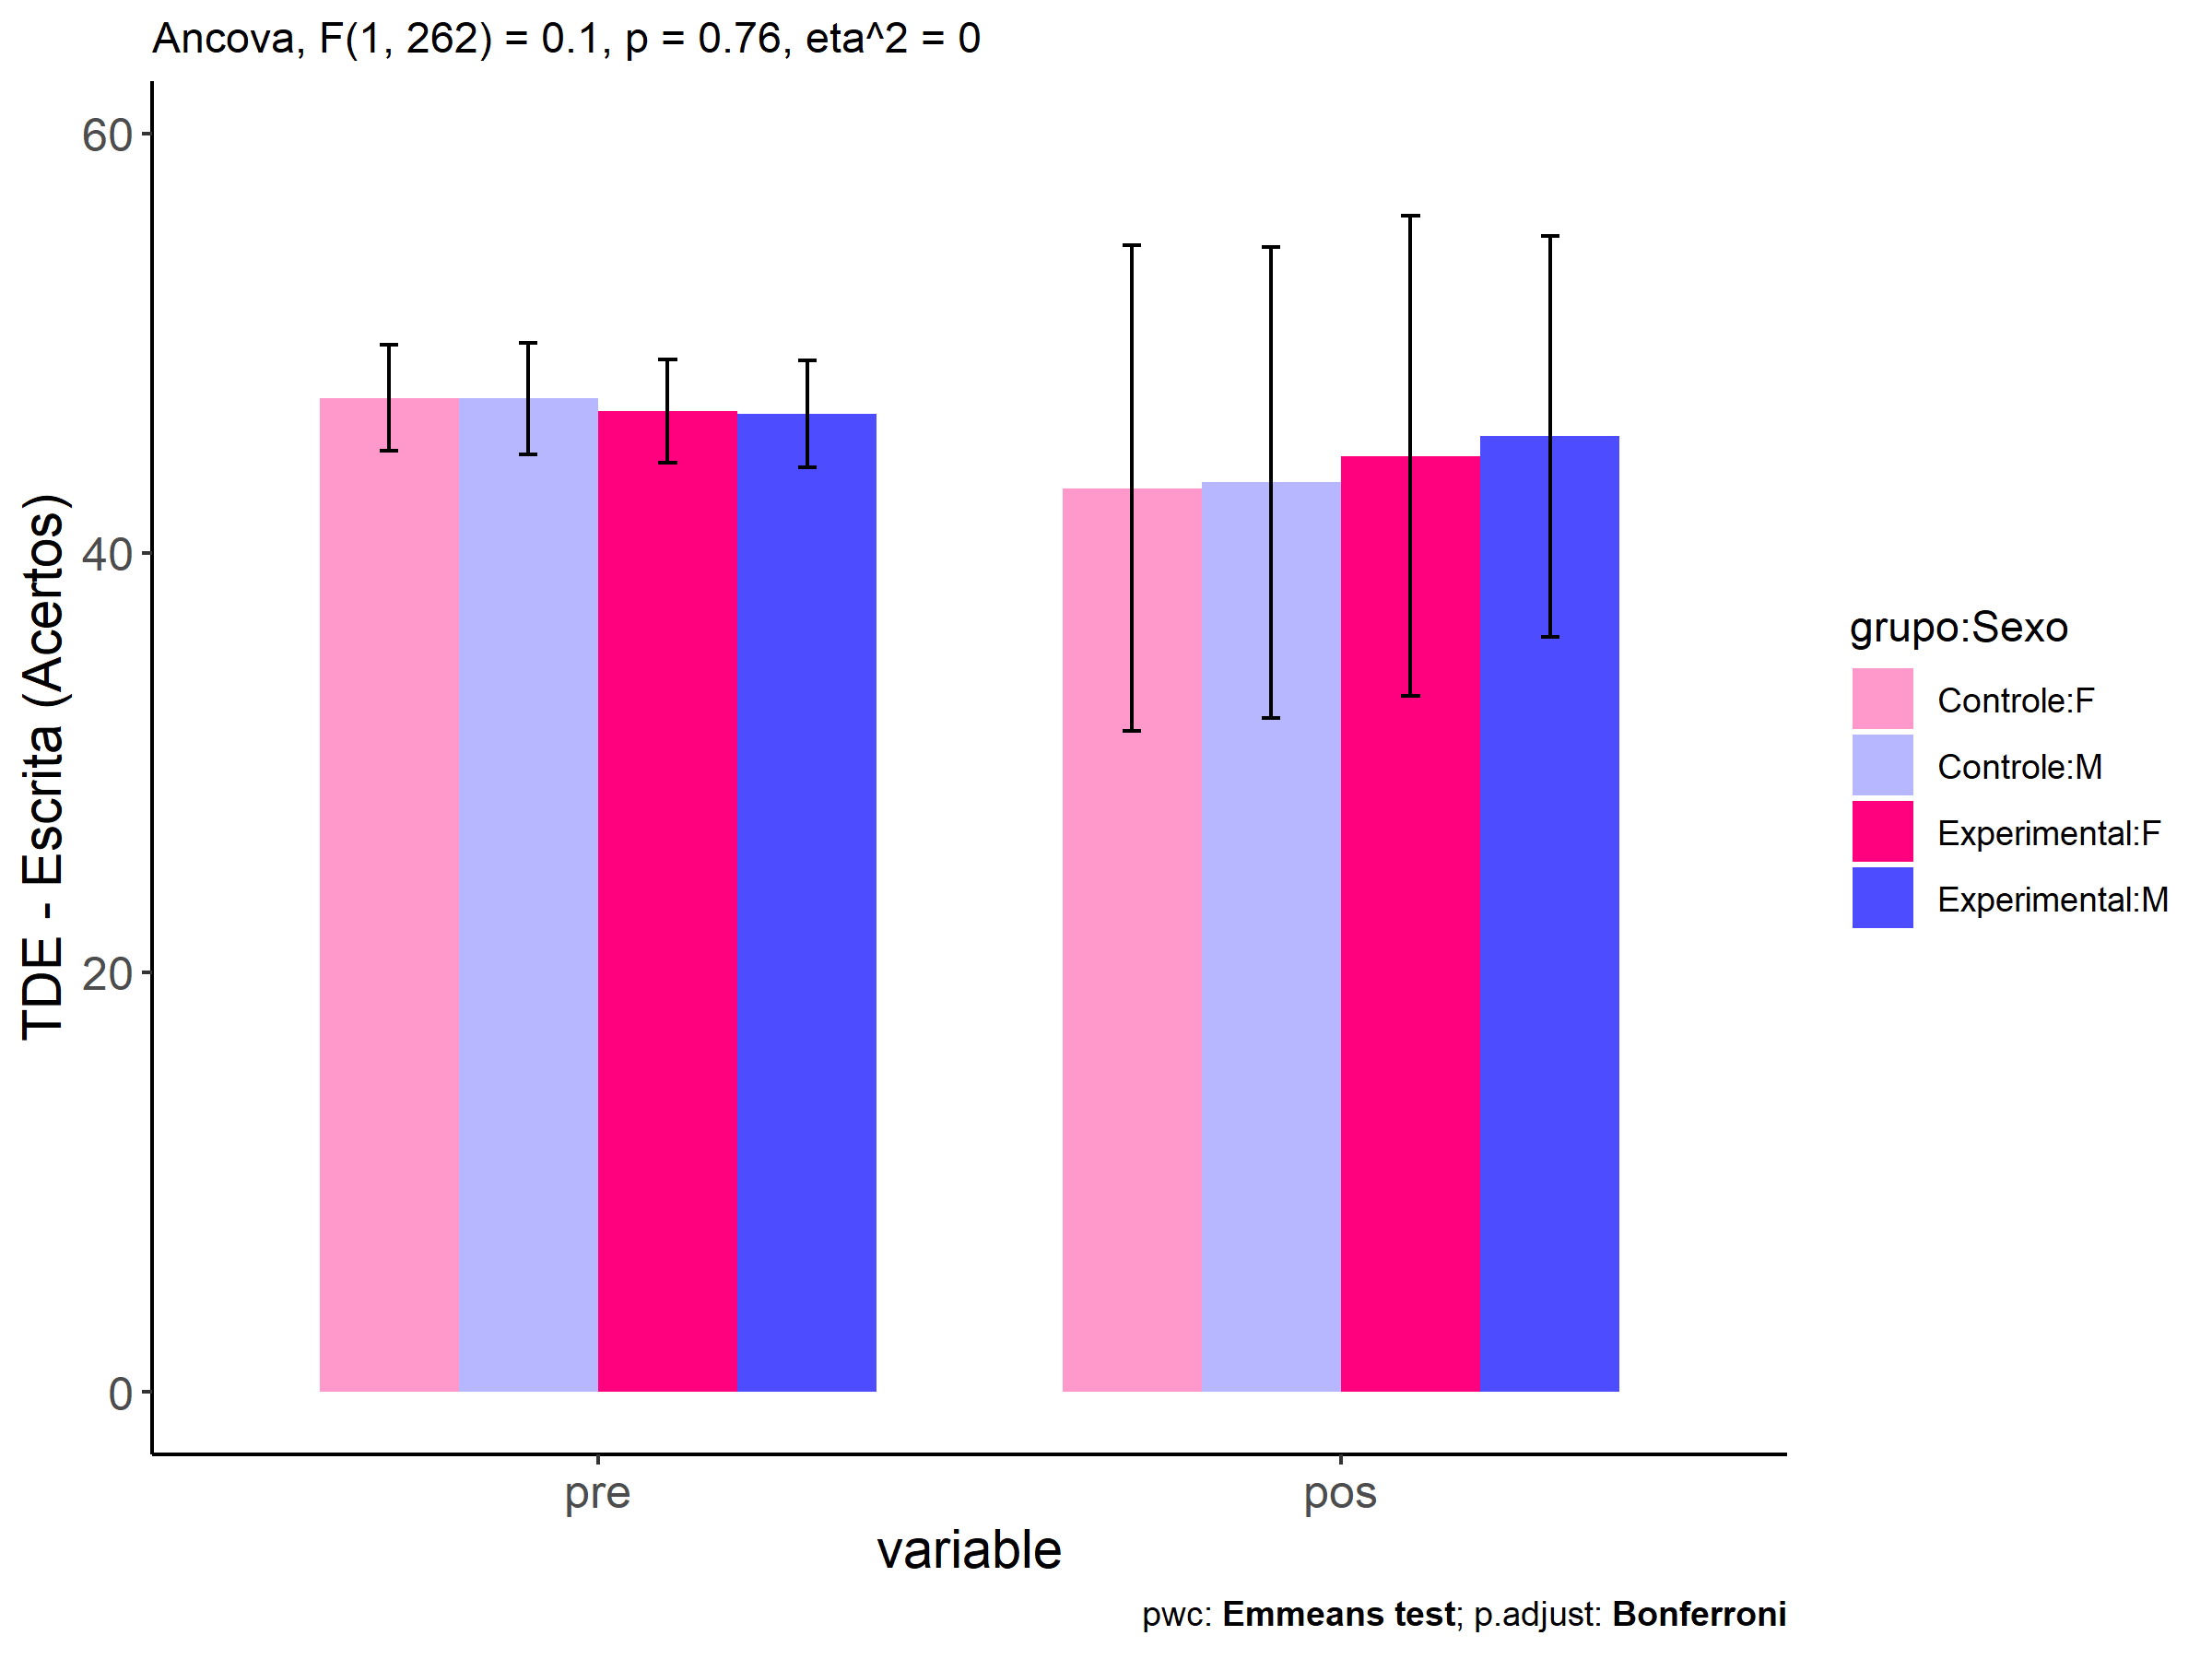 Ancova, F(1, 262) = 0.1, p = 0.76, eta^2 = 0
TDE - Escrita (Acertos)
60
40
20
0
pre
pos
variable
grupo:Sexo
Controle:F
Controle:M
Experimental:F
Experimental:M
pwc: Emmeans test; p.adjust: Bonferroni